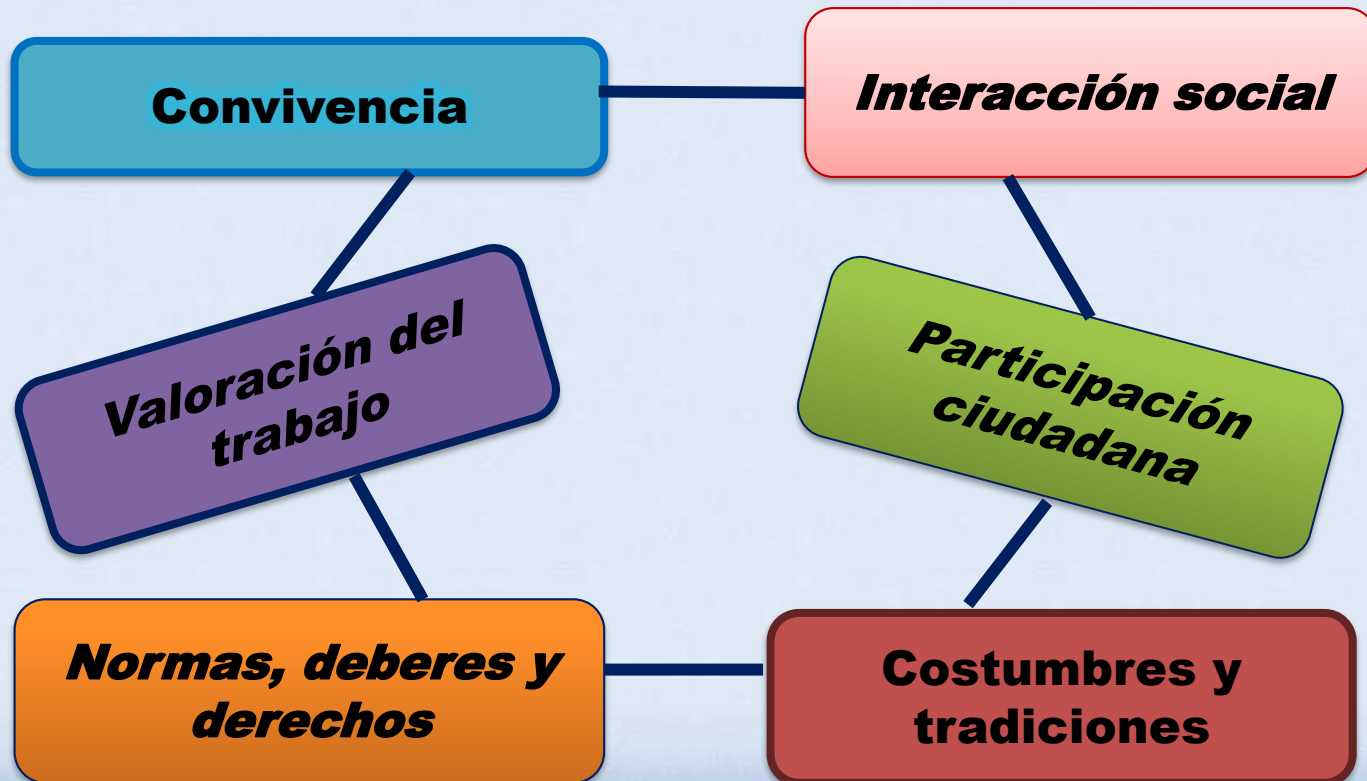 Convivencia
Interacción social
Valoración del
trabajo
Participación
ciudadana
Normas, deberes y
derechos
Costumbres y
tradiciones